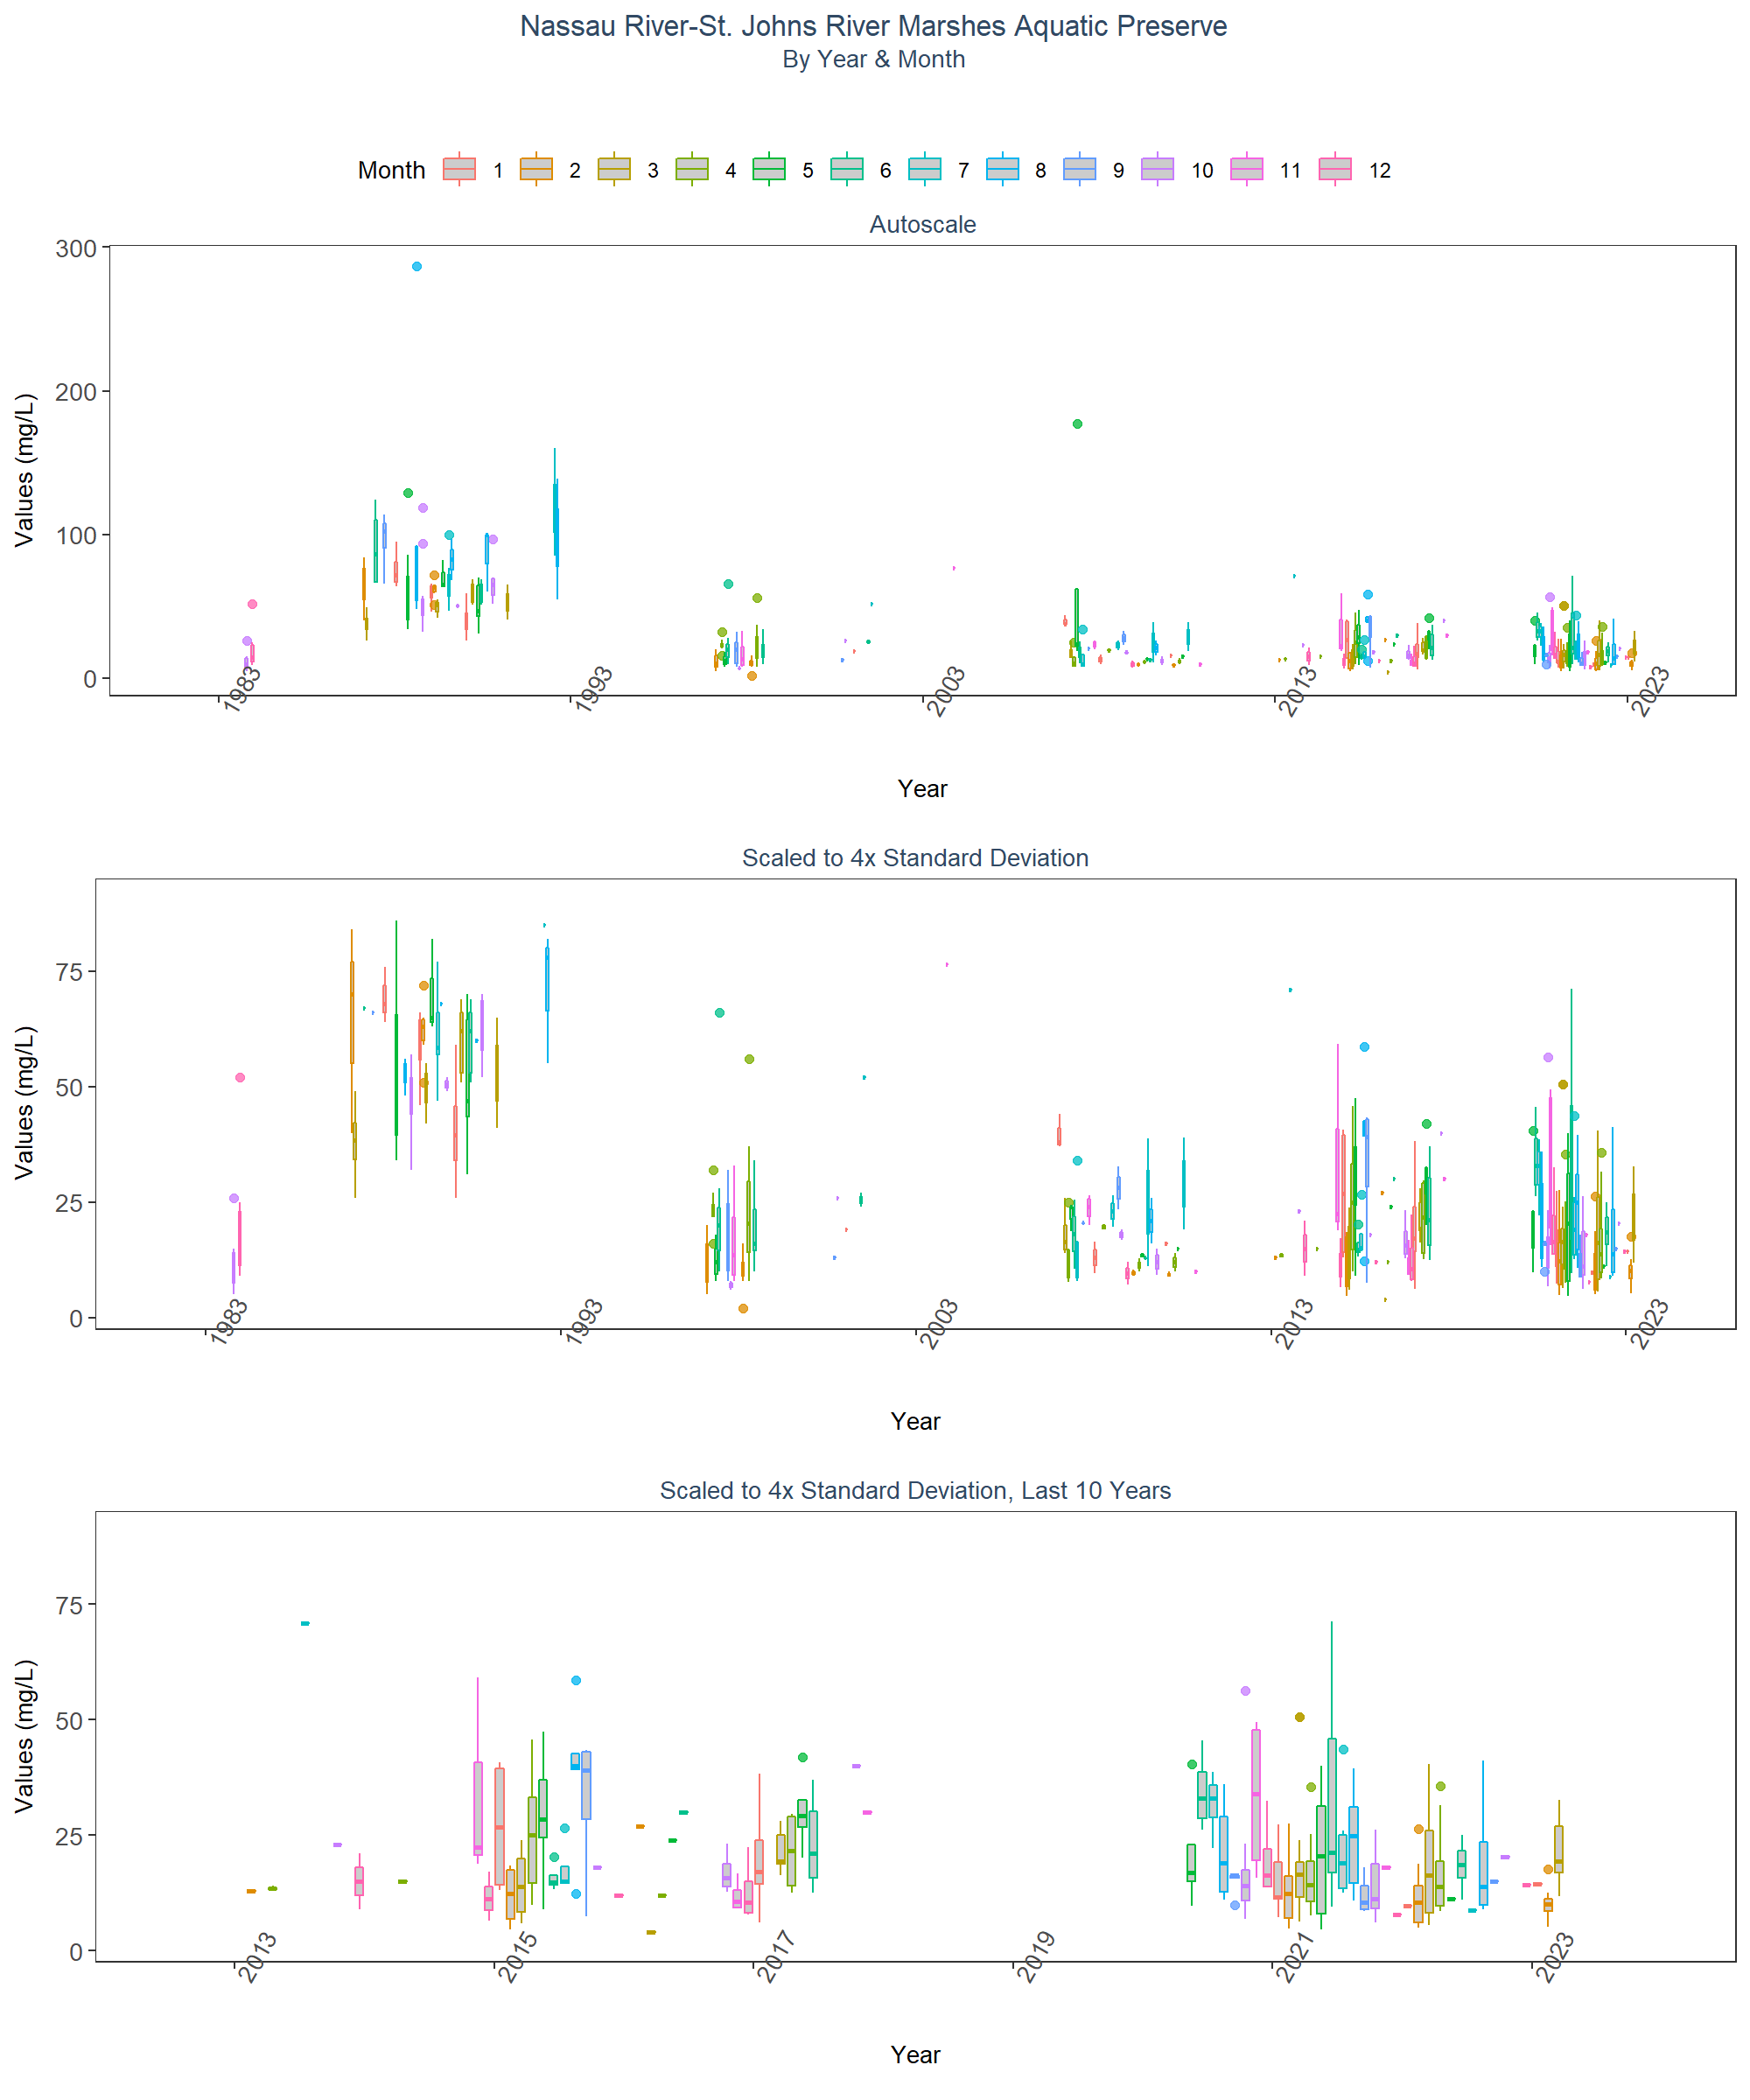 Nassau River-St. Johns River Marshes Aquatic Preserve
By Year & Month
Month 1 2 3 4 5 6 7 8 9 10 11 12
Autoscale
Values (mg/L)
300
200
100
0
1983 1993 2003 2013 2023
Year
Scaled to 4x Standard Deviation
Values (mg/L)
75
50
25
0
1983 1993 2003 2013 2023
Year
Scaled to 4x Standard Deviation, Last 10 Years
Values (mg/L)
75
50
25
0
2013 2015 2017 2019 2021 2023
Year